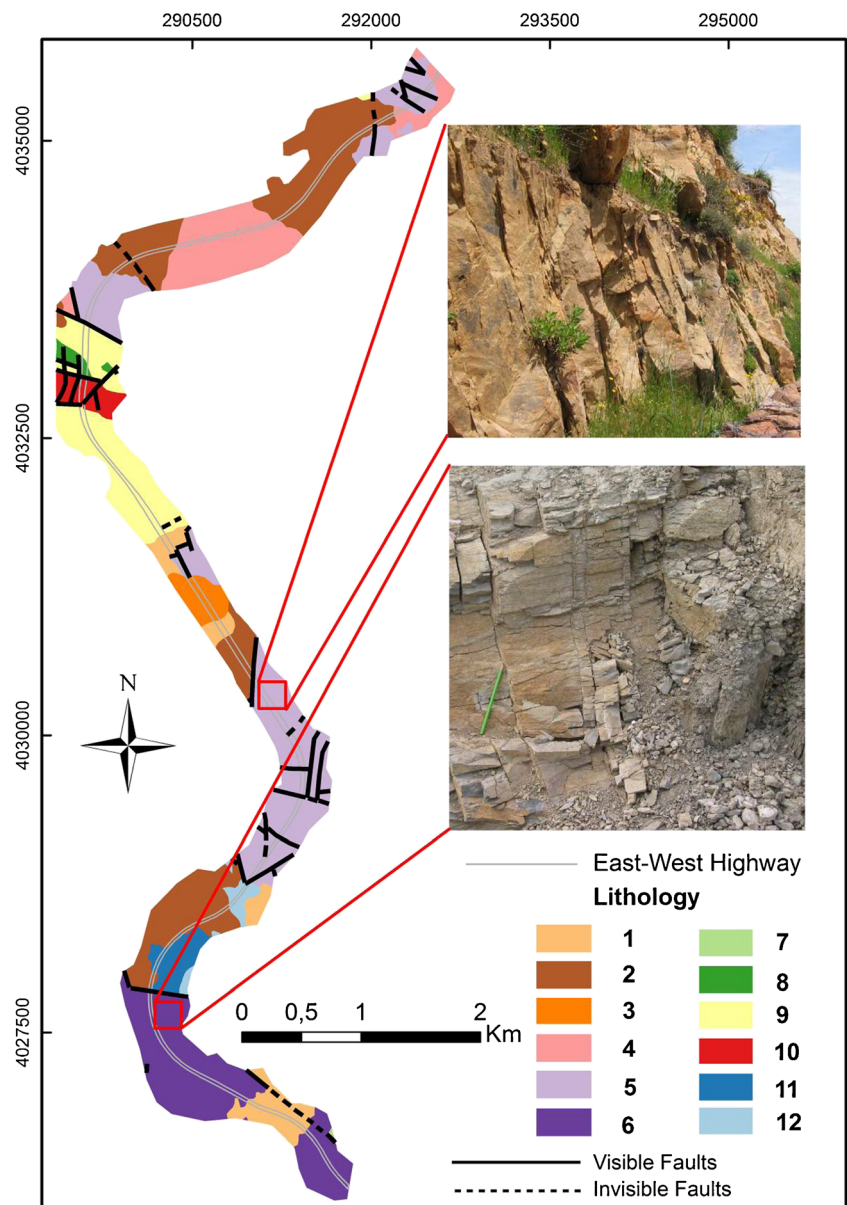 290500 292000 293500 295000
4035000
4032500
4030000
4027500
N
East-West Highway
Lithology
1 7
2 8
3 9
4 10
5 11
6 12
0 0,5 1 2
Km
Visible Faults
Invisible Faults